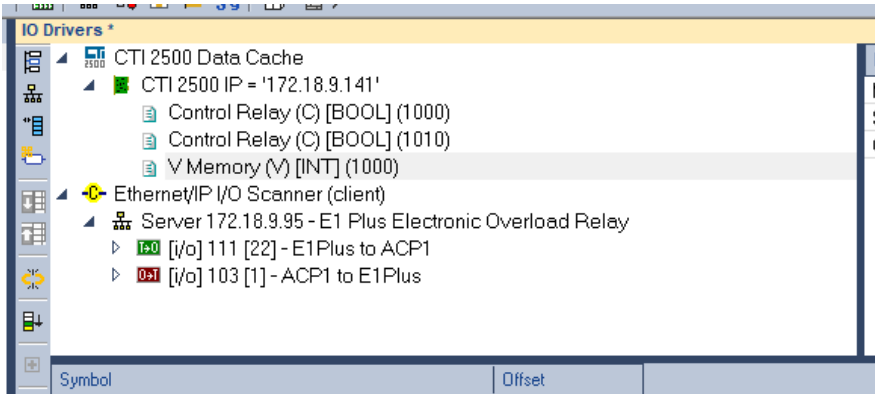 IO Drivers *
CTI 2500 Data Cache
CTI 2500 IP = '172.18.9.141'
Control Relay (C) [BOOL] (1000)
Control Relay (C) [BOOL] (1010)
V Memory (V) [INT] (1000)
Ethernet/IP I/O Scanner (client)
Server 172.18.9.95 - E1 Plus Electronic Overload Relay
T→O [i/o] 111 [22] - E1Plus to ACP1
O→T [i/o] 103 [1] - ACP1 to E1Plus
Symbol Offset